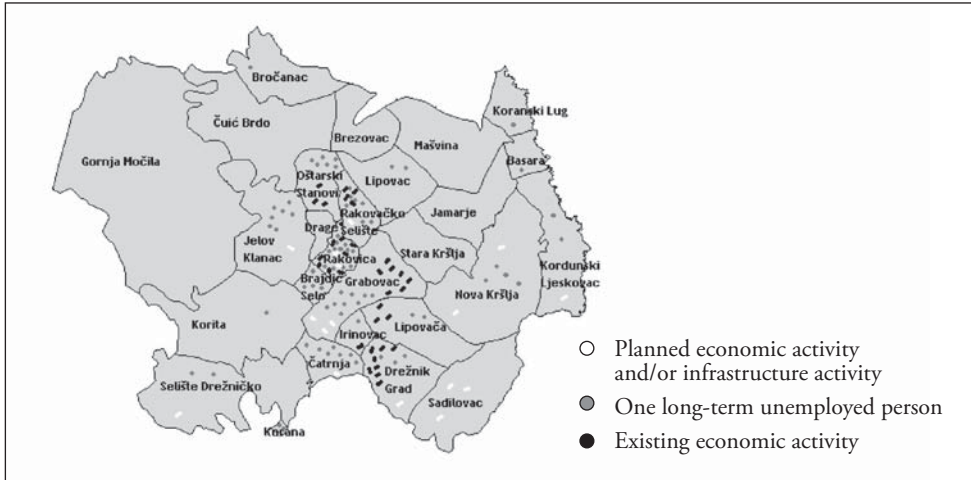 Bročanac
Koranski Lug
Čuić Brdo
Brezovac
Mašvina
Gornja Močila
Basara
Oštarski
Stanovi
Lipovac
Rakovačko
Selište
Jamarje
Drage
Jelov
Klanac
Stara Kršlja
Rakovica
Kordunski
Ljeskovac
Brajdić
Selo
Grabovac
Nova Kršlja
Korita
Irinovac
Lipovača
Čatrnja
Drežnik
Grad
Selište Drežničko
Sadilovac
Korana
Planned economic activity
and/or infrastructure activity
One long-term unemployed person
Existing economic activity